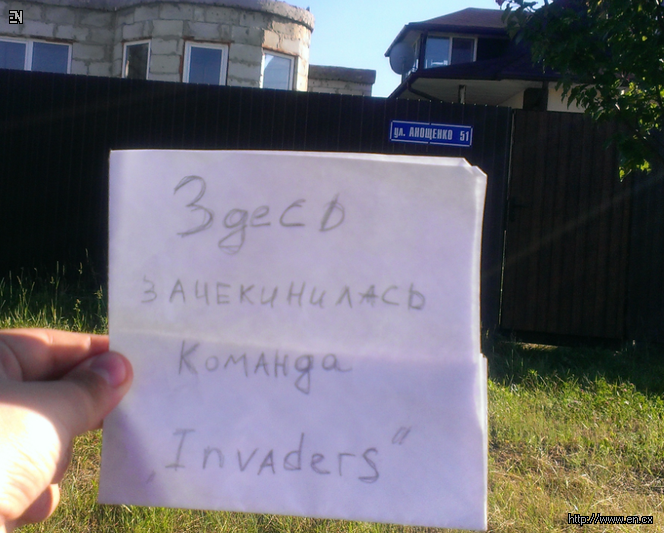 EN
ул. АНОЩЕНКО 51
Здесь
зачекинилась
Команда
„Invaders“
http://www.en.cx